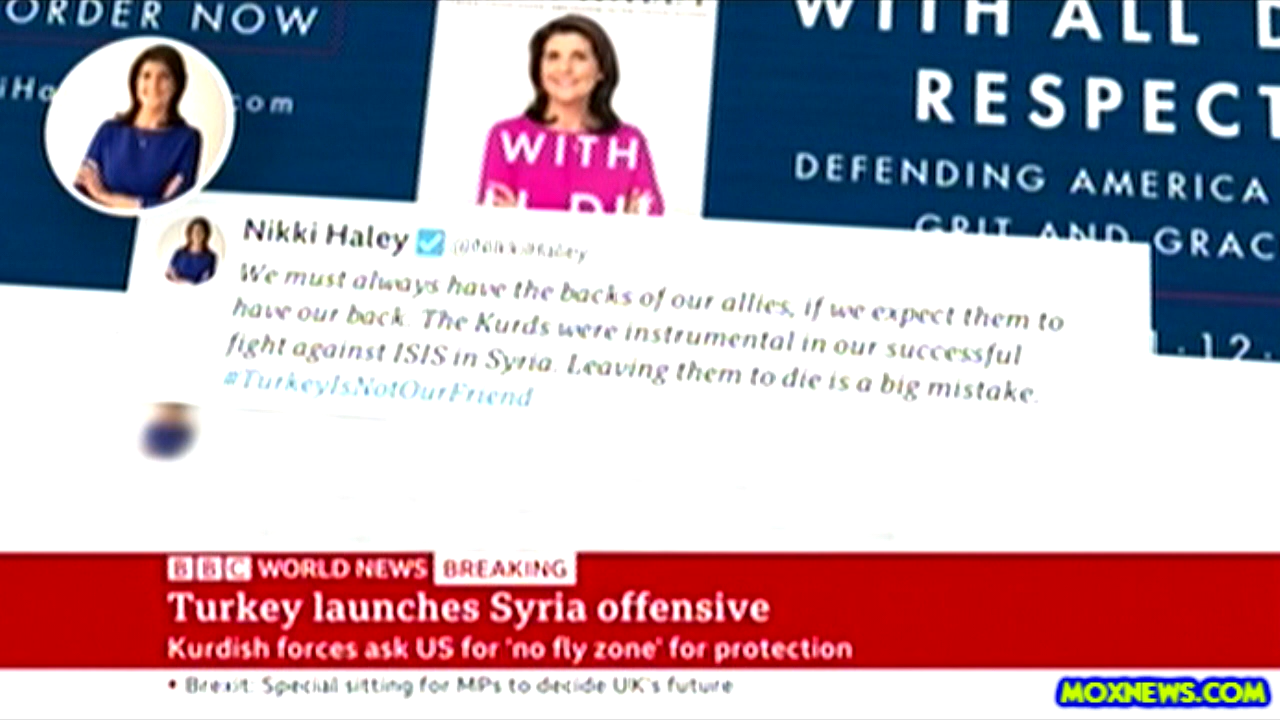 ORDER NOW
com
WITH ALL
RESPECT
DEFENDING AMERICA
GRIT AND GRAC
WITH
Nikki Haley
We must always have the backs of our allies, if we expect them to
have our back. The Kurds were instrumental in our successful
fight against ISIS in Syria. Leaving them to die is a big mistake.
#TurkeyIsNotOurFriend
12
BBC WORLD NEWS BREAKING
Turkey launches Syria offensive
Kurdish forces ask US for 'no fly zone' for protection
• Brexit: Special sitting for MPs to decide UK's future
MOXNEWS.COM